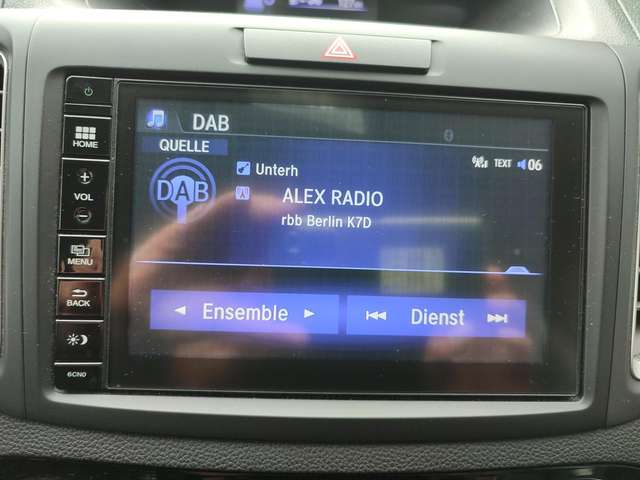 DAB
QUELLE
HOME
VOL
MENU
BACK
6CN0
DAB
Unterh
TEXT
06
ALEX RADIO
rbb Berlin K7D
Ensemble
Dienst